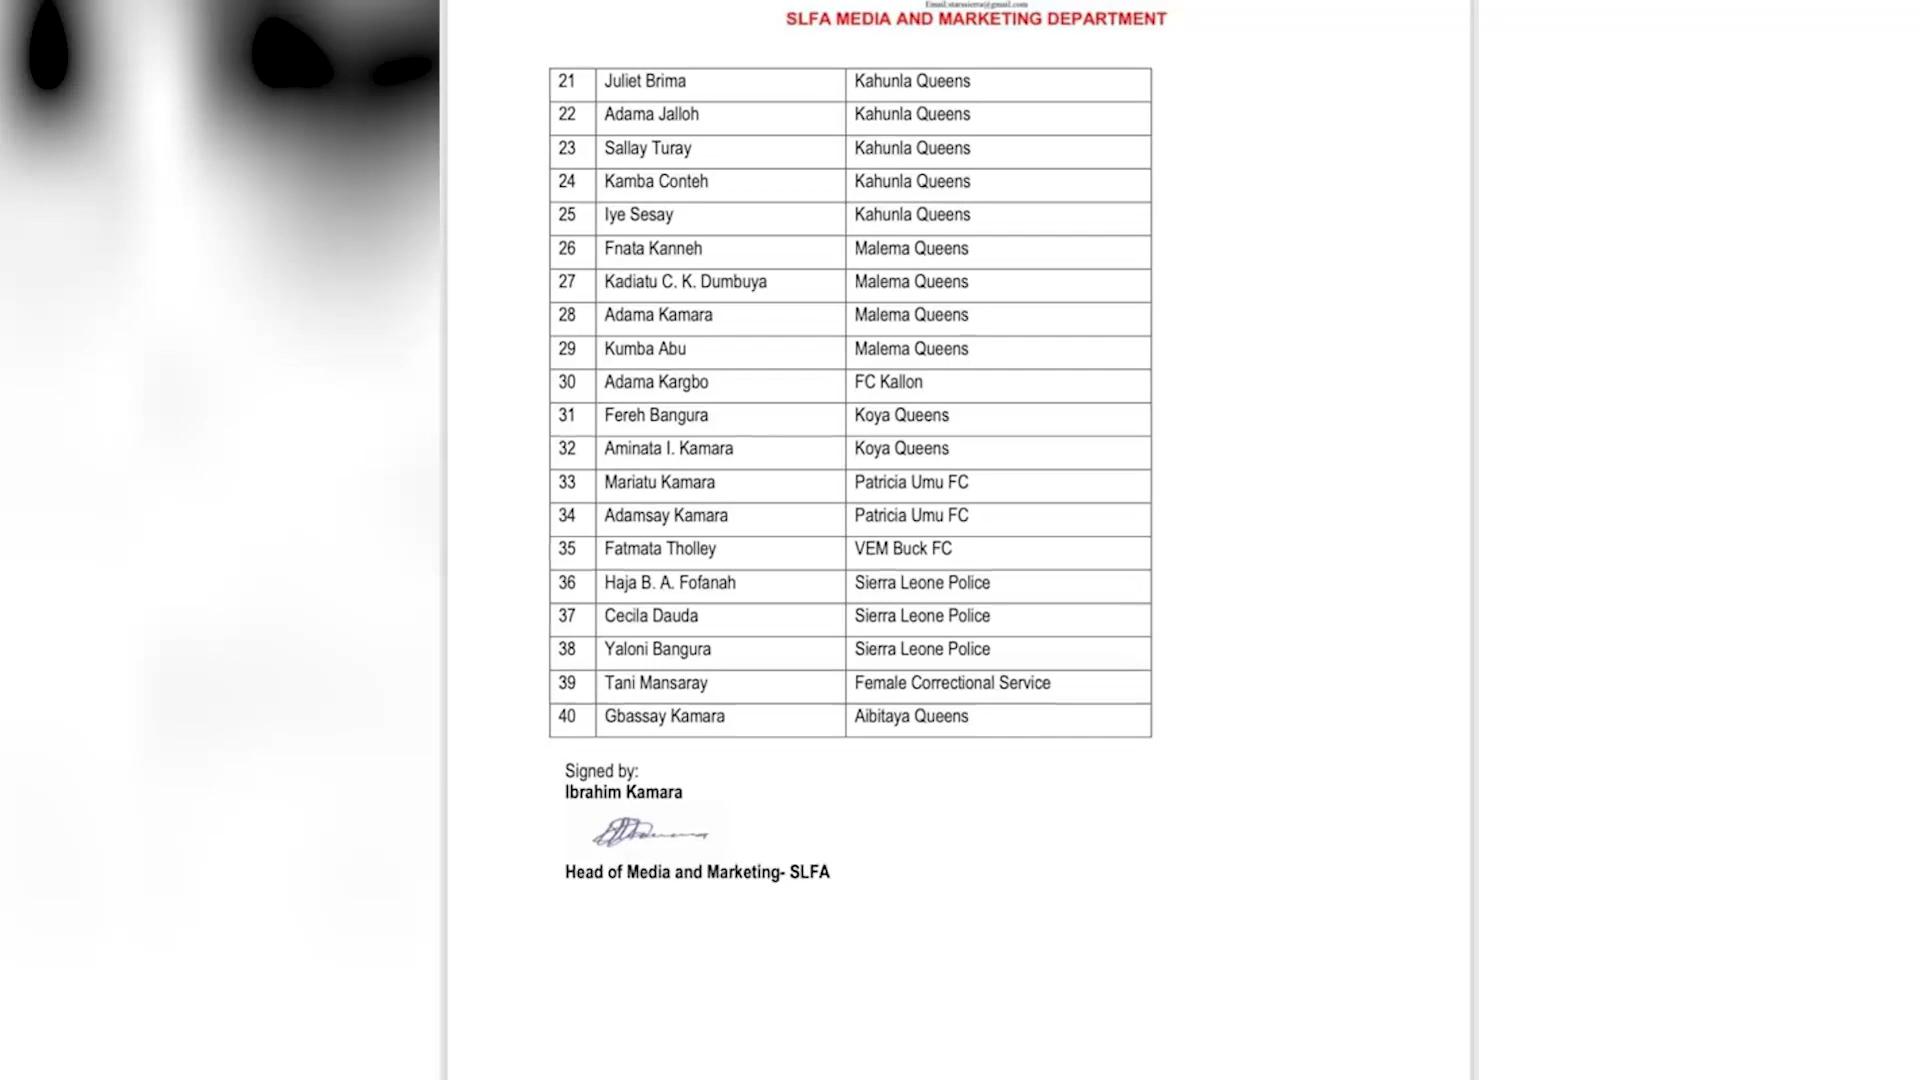 Email:starssierra@gmail.com
SLFA MEDIA AND MARKETING DEPARTMENT
21 Juliet Brima Kahunla Queens
22 Adama Jalloh Kahunla Queens
23 Sallay Turay Kahunla Queens
24 Kamba Conteh Kahunla Queens
25 Iye Sesay Kahunla Queens
26 Fnata Kanneh Malema Queens
27 Kadiatu C. K. Dumbuya Malema Queens
28 Adama Kamara Malema Queens
29 Kumba Abu Malema Queens
30 Adama Kargbo FC Kallon
31 Fereh Bangura Koya Queens
32 Aminata I. Kamara Koya Queens
33 Mariatu Kamara Patricia Umu FC
34 Adamsay Kamara Patricia Umu FC
35 Fatmata Tholley VEM Buck FC
36 Haja B. A. Fofanah Sierra Leone Police
37 Cecila Dauda Sierra Leone Police
38 Yaloni Bangura Sierra Leone Police
39 Tani Mansaray Female Correctional Service
40 Gbassay Kamara Aibitaya Queens
Signed by:
Ibrahim Kamara
Head of Media and Marketing- SLFA